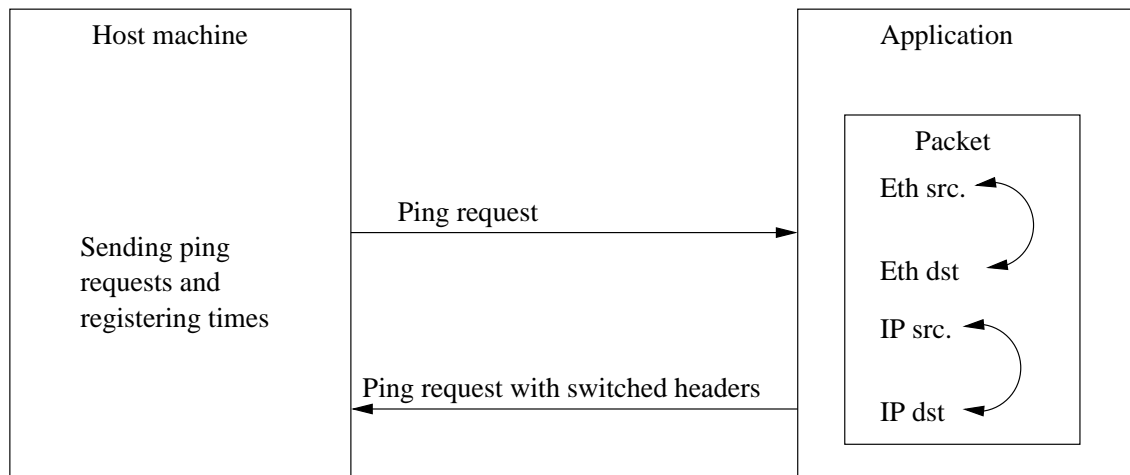 Host machine
Application
Packet
Eth src.
Ping request
Sending ping
requests and
registering times
Eth dst
IP src.
Ping request with switched headers
IP dst